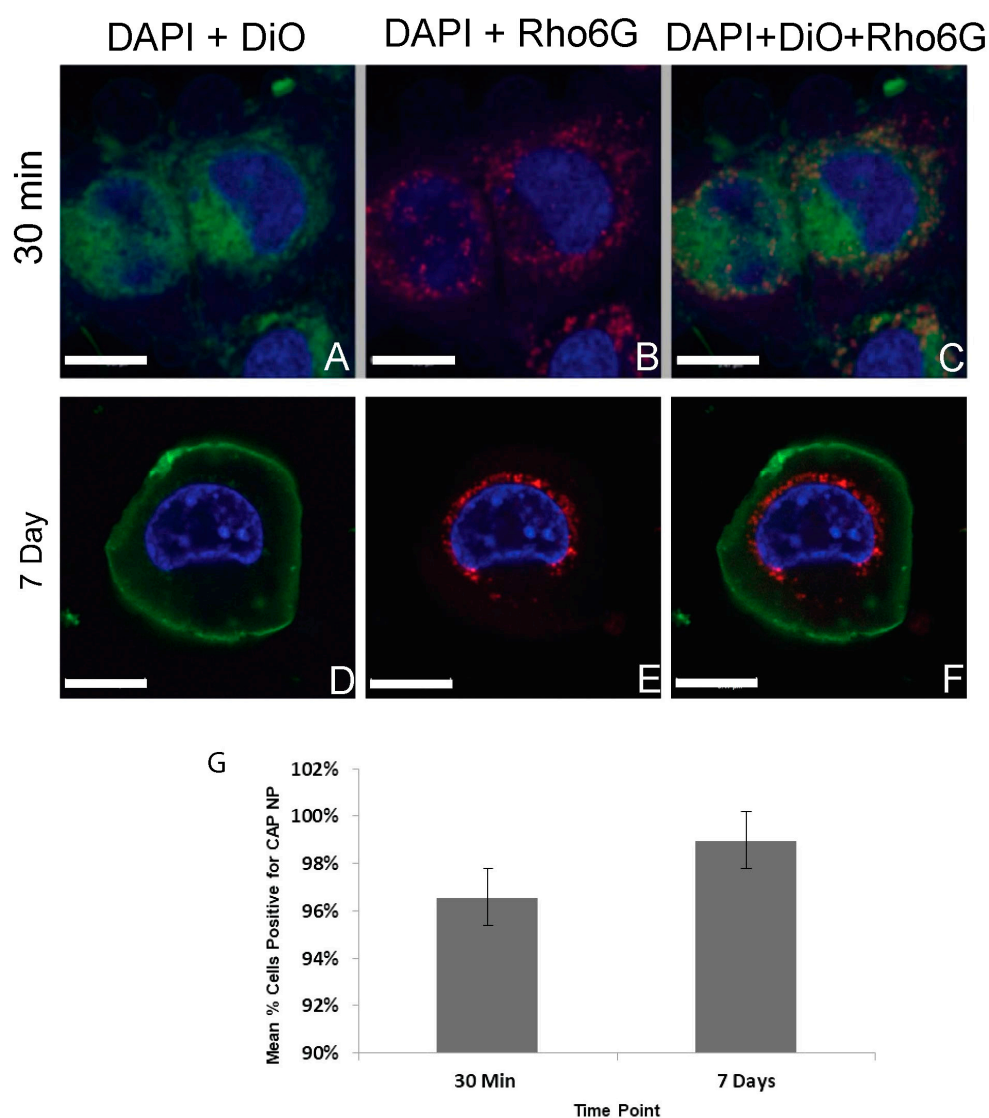 DAPI + DiO
DAPI + Rho6G
DAPI+DiO+Rho6G
30 min
A
B
C
7 Day
D
E
F
G
Mean % Cells Positive for CAP NP
102%
100%
98%
96%
94%
92%
90%
30 Min
7 Days
Time Point